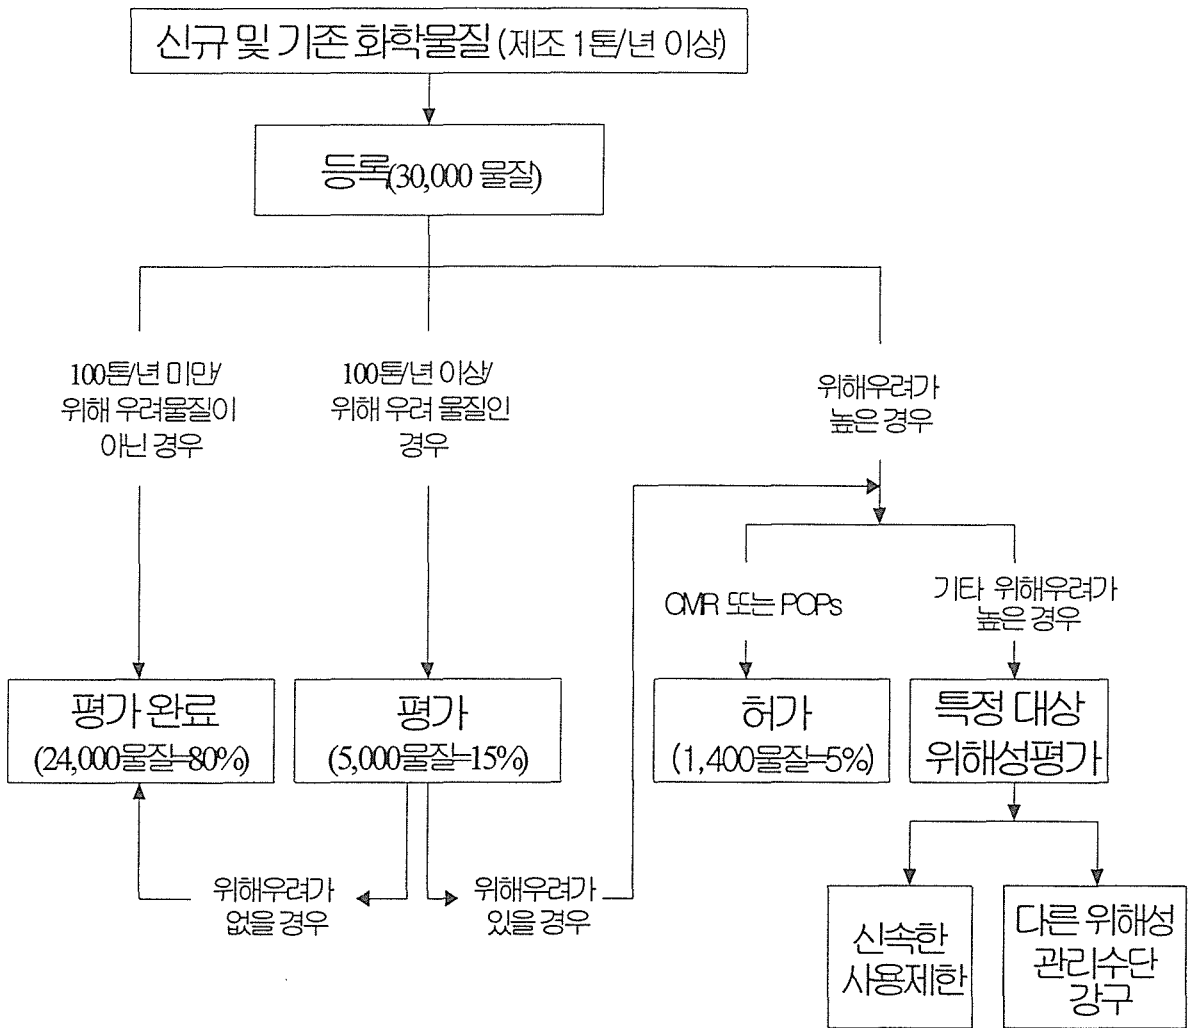 신규 및 기존 화학물질 (제조 1톤/년 이상)
등록(30,000 물질)
100톤/년 미만/
위해 우려물질이
아닌 경우
100톤/년 이상/
위해 우려 물질인
경우
위해우려가
높은 경우
CMR 또는 POPs
기타 위해우려가
높은 경우
평가 완료
(24,000물질=80%)
평가
(5,000물질=15%)
허가
(1,400물질=5%)
특정 대상
위해성평가
위해우려가
없을 경우
위해우려가
있을 경우
신속한
사용제한
다른 위해성
관리수단
강구